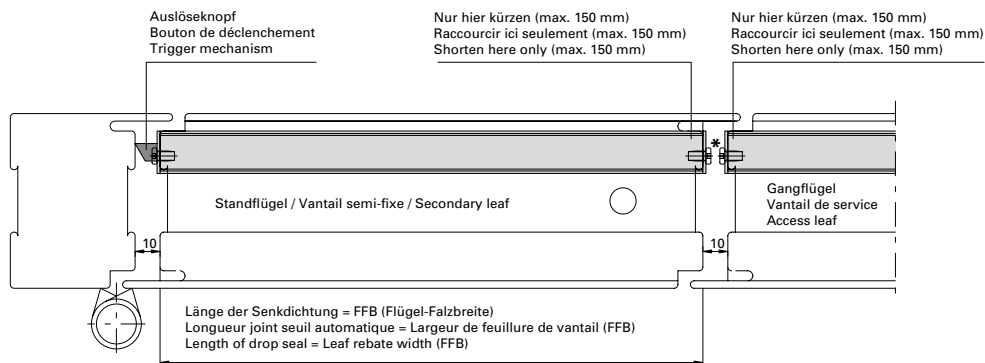 Auslöseknopf
Bouton de déclenchement
Trigger mechanism
Nur hier kürzen (max. 150 mm)
Raccourcir ici seulement (max. 150 mm)
Shorten here only (max. 150 mm)
Nur hier kürzen (max. 150 mm)
Raccourcir ici seulement (max. 150 mm)
Shorten here only (max. 150 mm)
*
Standflügel / Vantail semi-fixe / Secondary leaf
Gangflügel
Vantail de service
Access leaf
10
10
Länge der Senkdichtung = FFB (Flügel-Falzbreite)
Longueur joint seuil automatique = Largeur de feuillure de vantail (FFB)
Length of drop seal = Leaf rebate width (FFB)